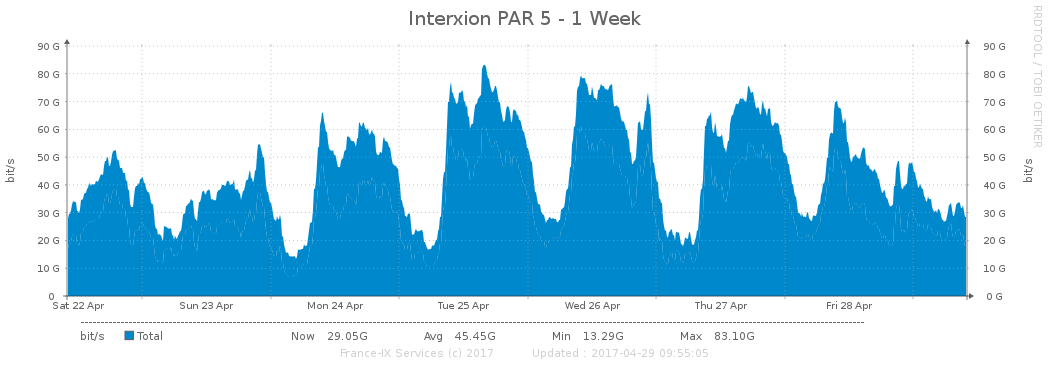 Interxion PAR 5 - 1 Week
RRDTOOL / TOBI OETIKER
90 G 90 G
80 G 80 G
70 G 70 G
60 G 60 G
50 G 50 G
40 G 40 G
30 G 30 G
20 G 20 G
10 G 10 G
0 0 G
bit/s
bit/s
Sat 22 Apr Sun 23 Apr Mon 24 Apr Tue 25 Apr Wed 26 Apr Thu 27 Apr Fri 28 Apr
bit/s Total Now 29.05G Avg 45.45G Min 13.29G Max 83.10G
France-IX Services (c) 2017 Updated : 2017-04-29 09:55:05